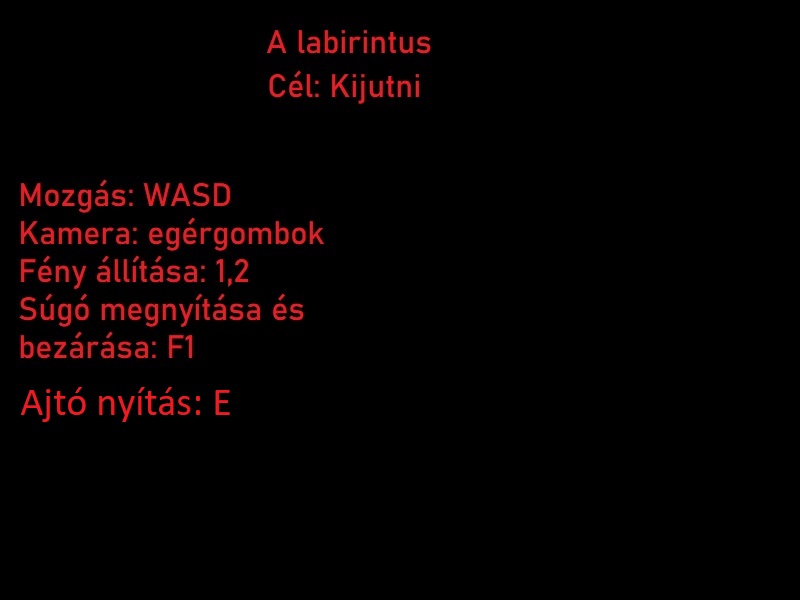 A labirintus
Cél: Kijutni
Mozgás: WASD
Kamera: egérgombok
Fény állítása: 1,2
Súgó megnyítása és
bezárása: F1
Ajtó nyítás: E